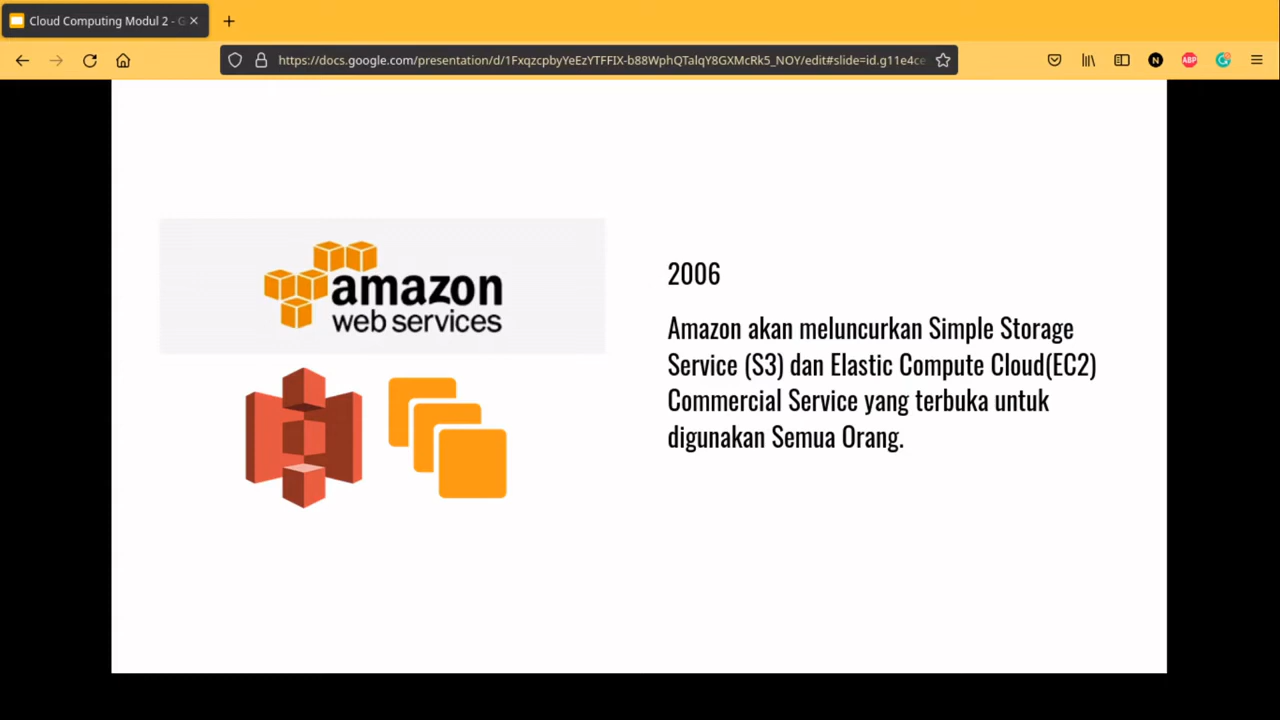 Cloud Computing Modul 2 - G
https://docs.google.com/presentation/d/1FxqzcpbyYeEzYTFFIX-b88WphQTalqY8GXMcRk5_NOY/edit#slide=id.g11e4ce
N
ABP
amazon
web services
2006
Amazon akan meluncurkan Simple Storage
Service (S3) dan Elastic Compute Cloud(EC2)
Commercial Service yang terbuka untuk
digunakan Semua Orang.